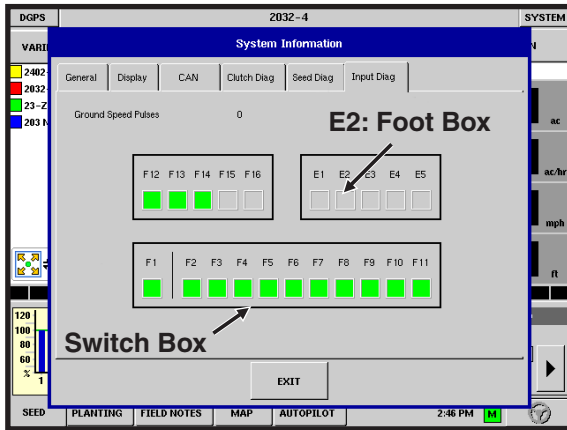 DGPS 2032-4 SYSTEM
System Information
General Display CAN Clutch Diag Seed Diag Input Diag
2402
2032
23-Z
203 N
Ground Speed Pulses 0
E2: Foot Box
F12 F13 F14 F15 F16 E1 E2 E3 E4 E5
F1 F2 F3 F4 F5 F6 F7 F8 F9 F10 F11
ac
ac/hr
mph
ft
Switch Box
120
100
80
60
%
1
EXIT
SEED PLANTING FIELD NOTES MAP AUTOPILOT 2:46 PM M